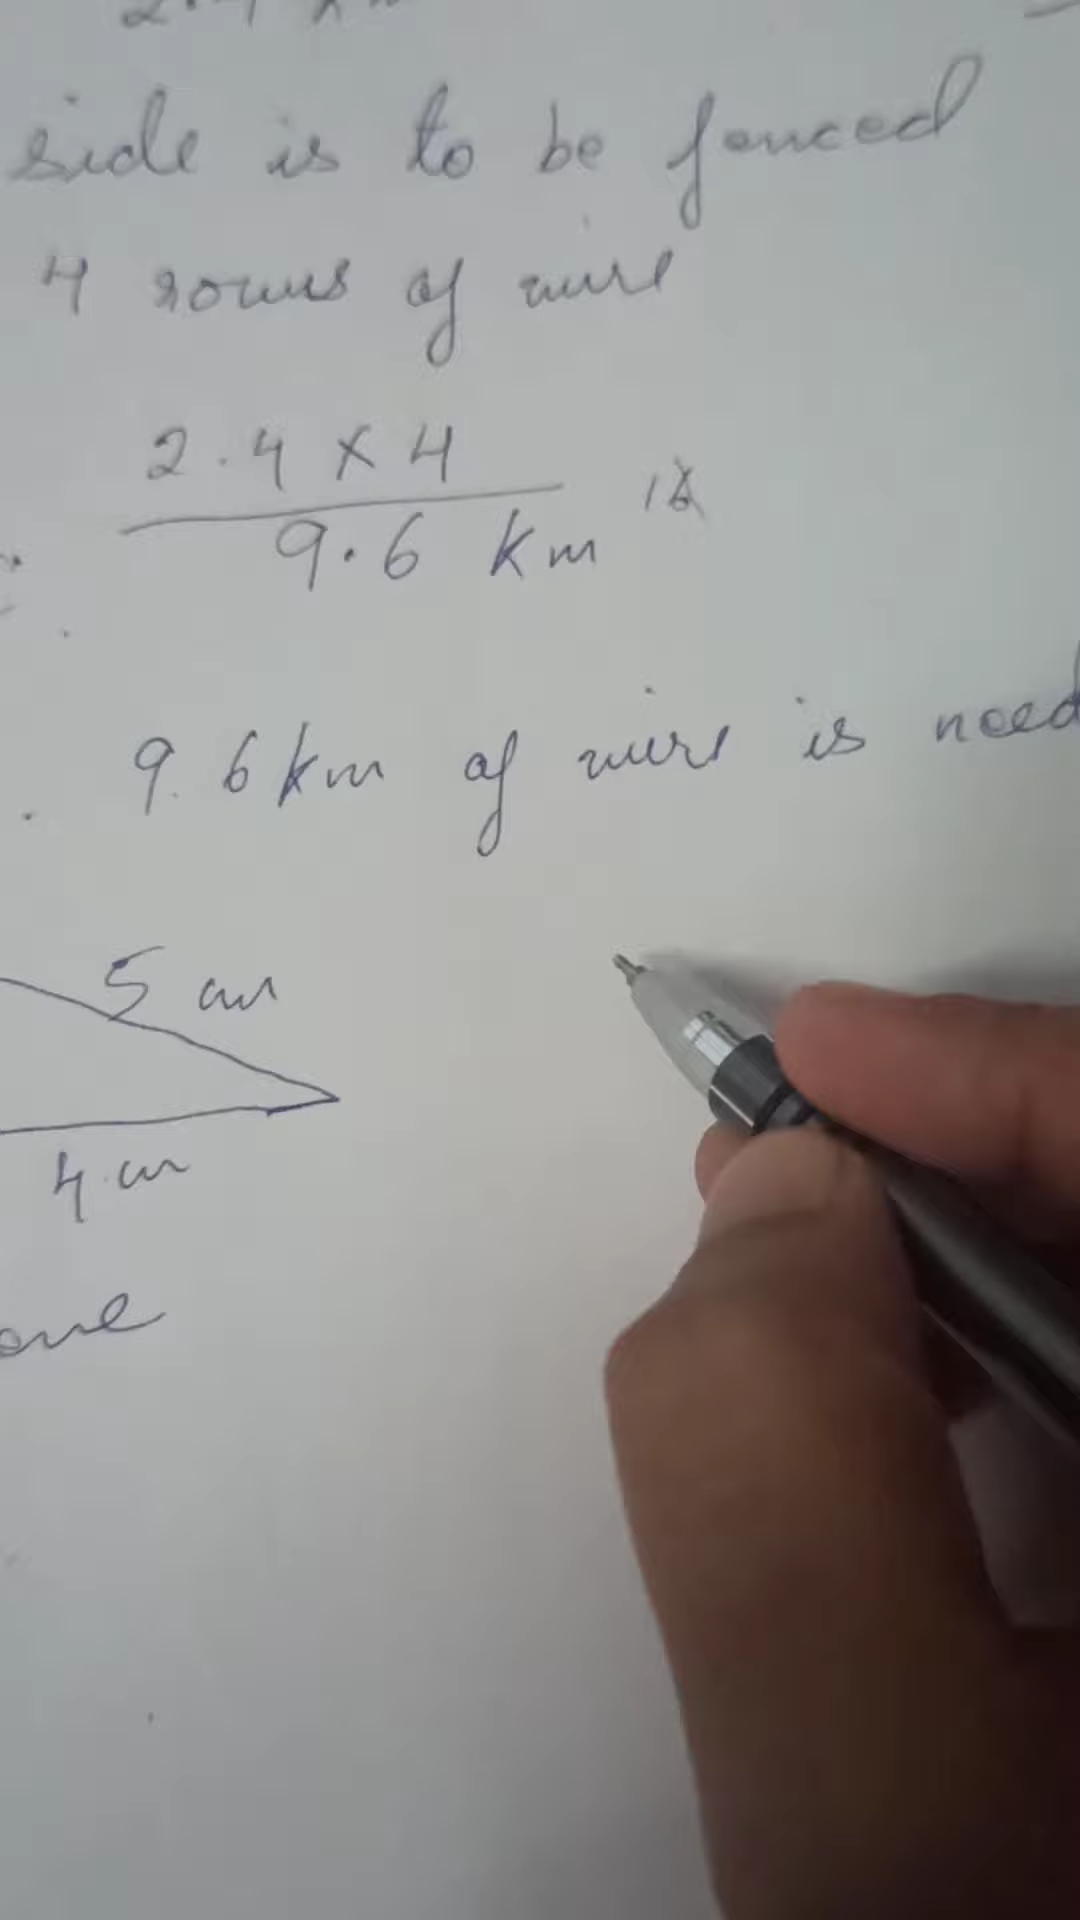 side is to be fenced
4 rows of wire
2.4 x 4
9.6 km
9.6 km of wire is need
5 cm
4 cm